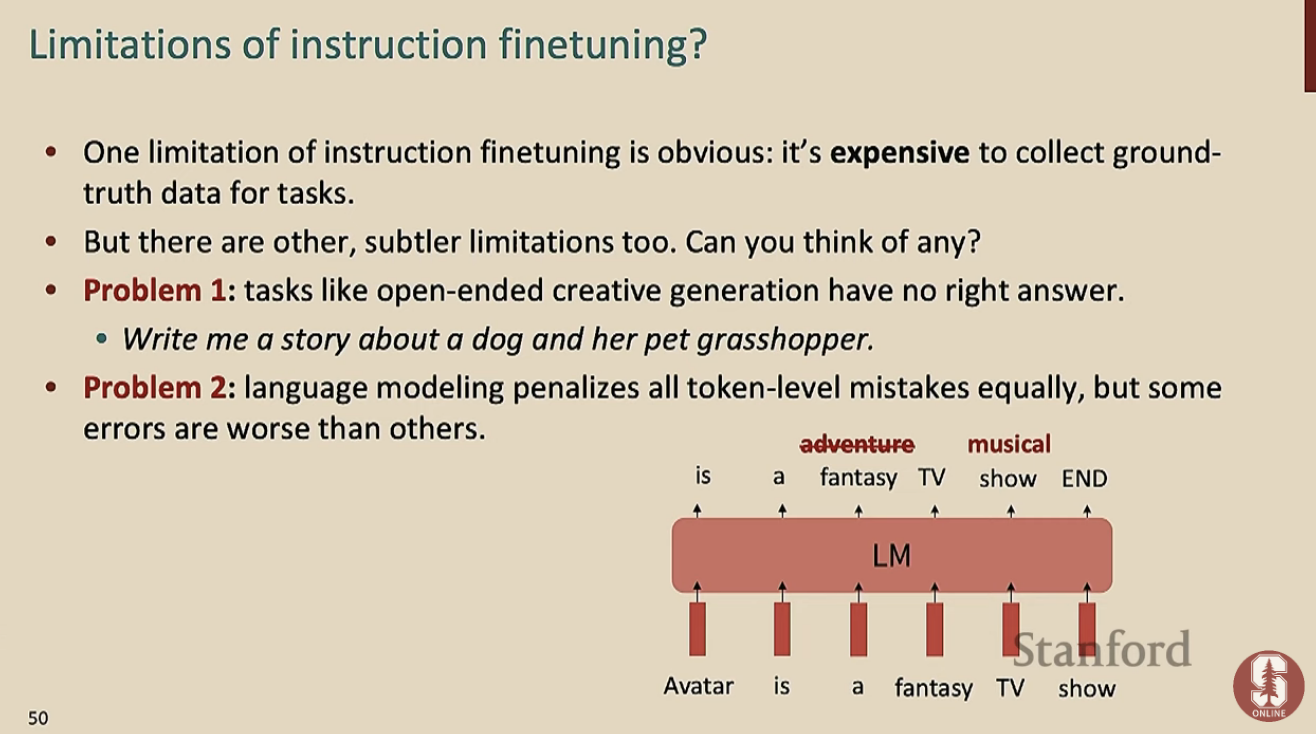 Limitations of instruction finetuning?
• One limitation of instruction finetuning is obvious: it's expensive to collect ground-
truth data for tasks.
• But there are other, subtler limitations too. Can you think of any?
• Problem 1: tasks like open-ended creative generation have no right answer.
• Write me a story about a dog and her pet grasshopper.
• Problem 2: language modeling penalizes all token-level mistakes equally, but some
errors are worse than others.
adventure musical
is a fantasy TV show END
LM
Stanford
Avatar is a fantasy TV show
S
ONLINE
50